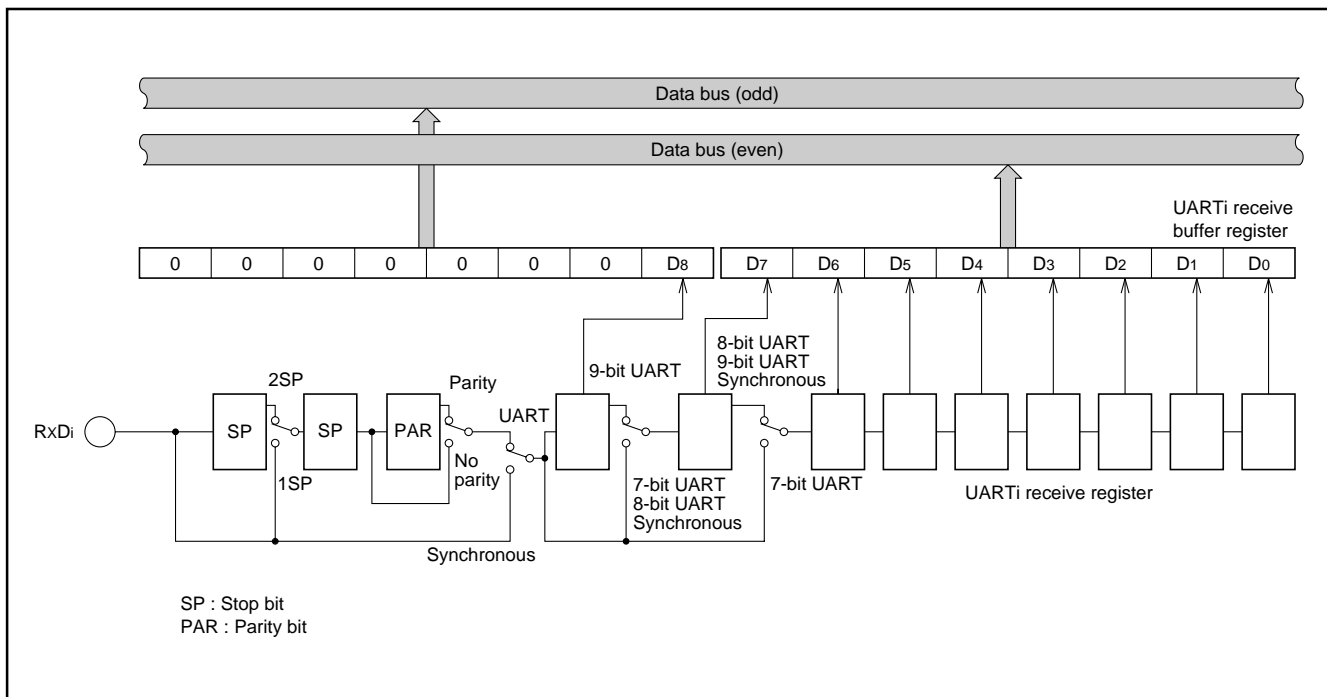 Data bus (odd)
Data bus (even)
UARTi receive
buffer register
0 0 0 0 0 0 0 D8 D7 D6 D5 D4 D3 D2 D1 D0
8-bit UART
9-bit UART
Synchronous
9-bit UART
2SP
Parity
UART
RXDi
SP
SP
PAR
1SP
No
parity
7-bit UART
8-bit UART
Synchronous
7-bit UART
UARTi receive register
Synchronous
SP : Stop bit
PAR : Parity bit